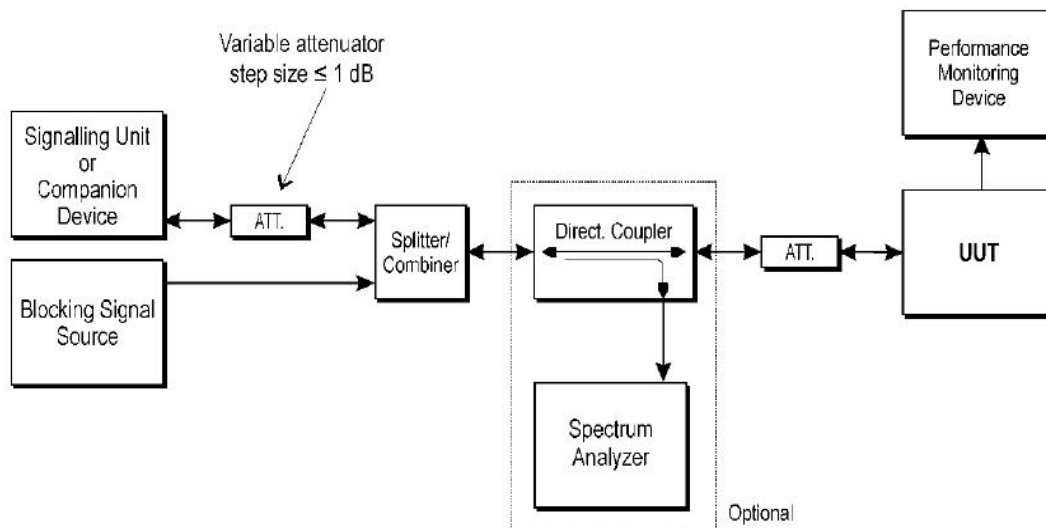 Variable attenuator
step size ≤ 1 dB
Signalling Unit
or
Companion
Device
ATT.
Blocking Signal
Source
Splitter/
Combiner
Direct. Coupler
Spectrum
Analyzer
Optional
ATT.
Performance
Monitoring
Device
UUT